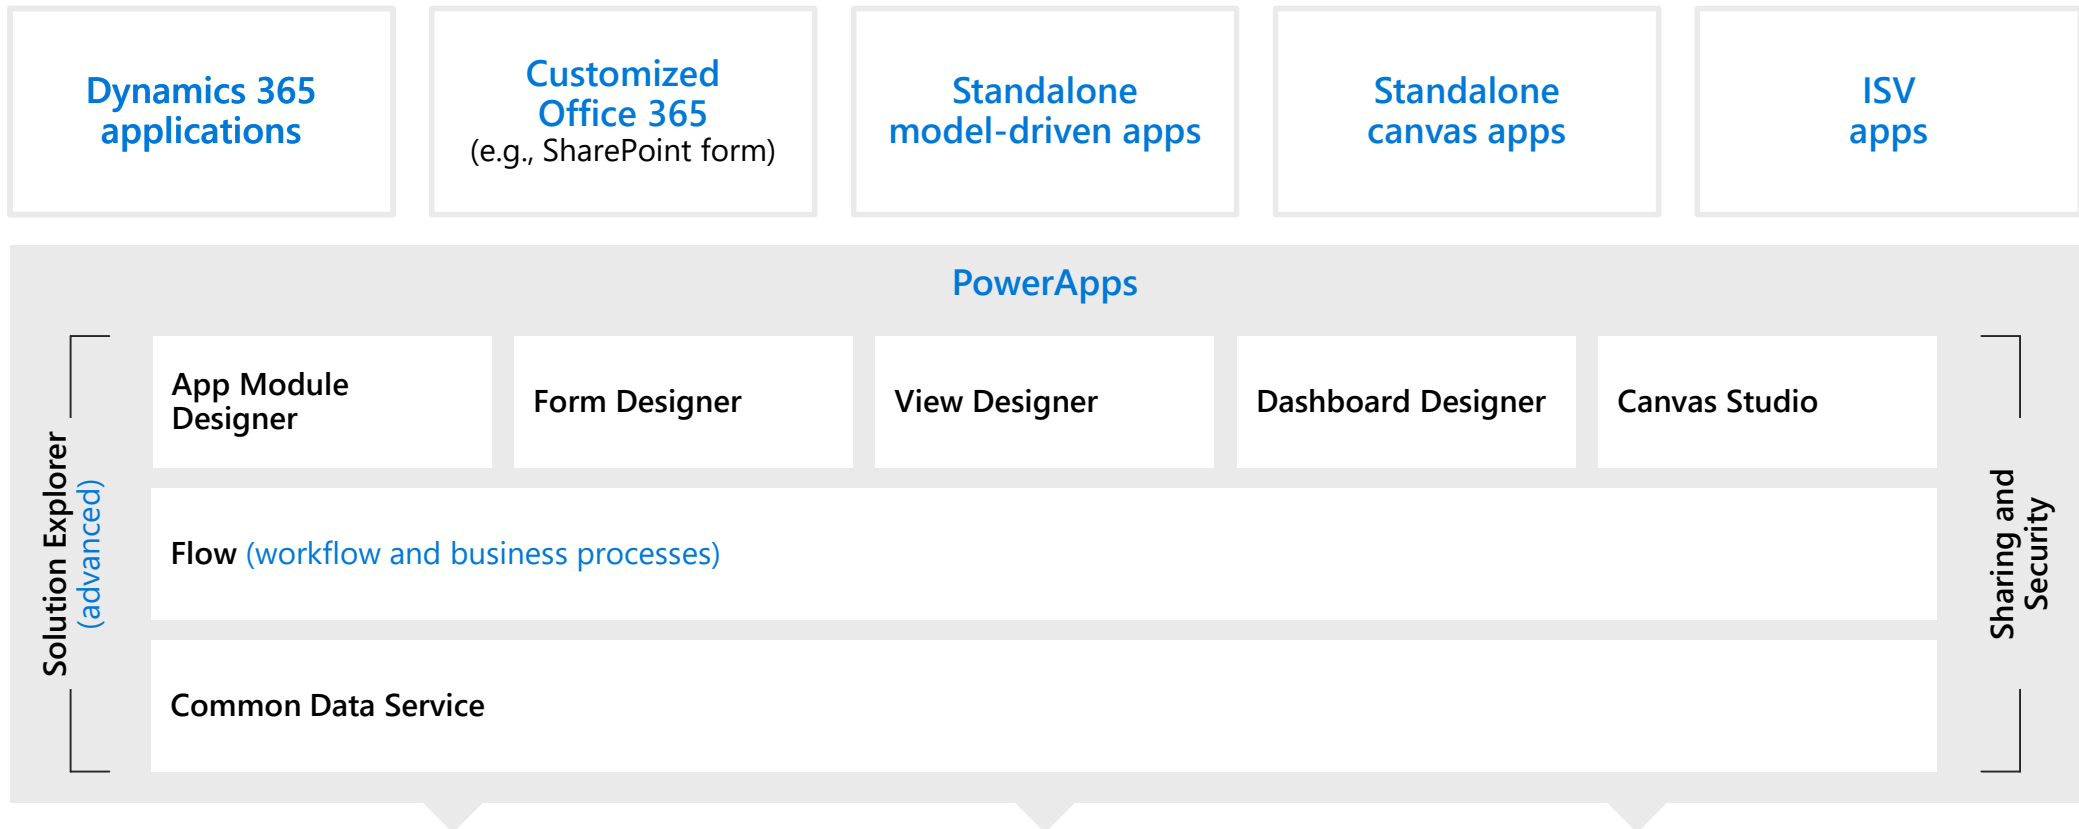 Dynamics 365
applications
Customized
Office 365
(e.g., SharePoint form)
Standalone
model-driven apps
Standalone
canvas apps
ISV
apps
PowerApps
Solution Explorer
(advanced)
App Module
Designer
Form Designer
View Designer
Dashboard Designer
Canvas Studio
Flow (workflow and business processes)
Common Data Service
Sharing and
Security